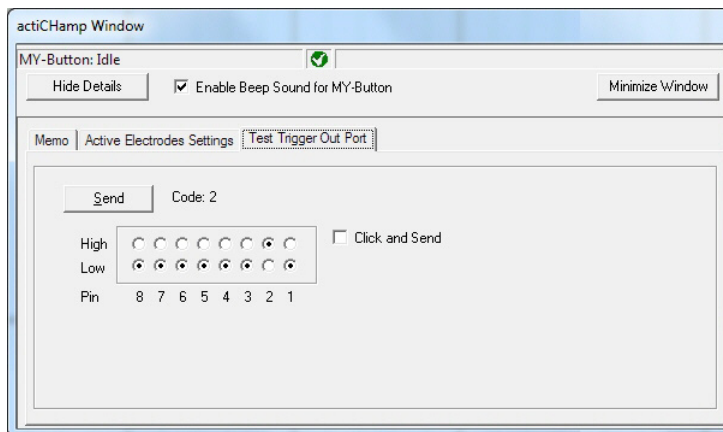 actiCHamp Window
MY-Button: Idle
Hide Details Enable Beep Sound for MY-Button Minimize Window
Memo Active Electrodes Settings Test Trigger Out Port
Send Code: 2
High Click and Send
Low
Pin 8 7 6 5 4 3 2 1